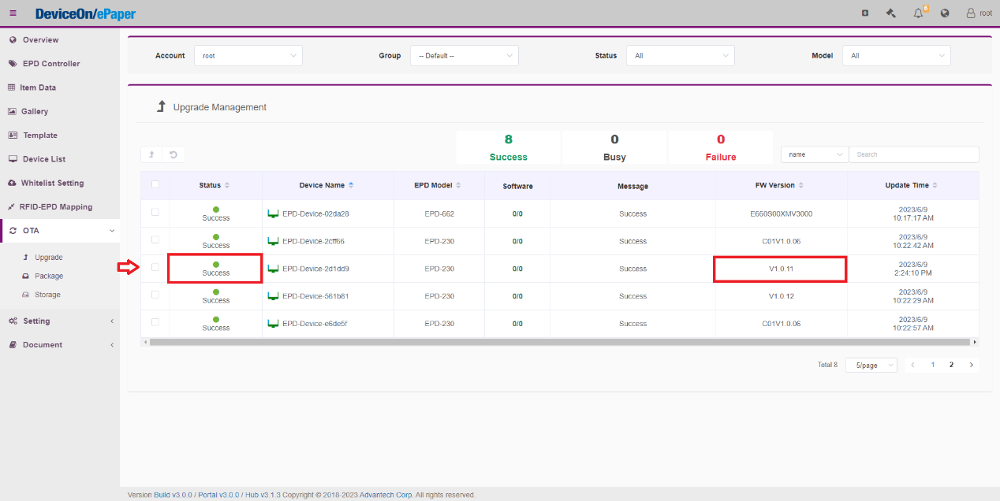 DeviceOn/ePaper
6
root
Overview
EPD Controller
Item Data
Gallery
Template
Device List
Whitelist Setting
RFID-EPD Mapping
OTA
Upgrade
Package
Storage
Setting
Document
Account root Group -- Default -- Status All Model All
Upgrade Management
8 0 0
Success Busy Failure
name Search
Status Device Name EPD Model Software Message FW Version Update Time
Success EPD-Device-02da28 EPD-662 0/0 Success E660S00XMV3000 2023/6/9 10:17:17 AM
Success EPD-Device-2cff66 EPD-230 0/0 Success C01V1.0.06 2023/6/9 10:22:42 AM
Success EPD-Device-2d1dd9 EPD-230 0/0 Success V1.0.11 2023/6/9 2:24:10 PM
Success EPD-Device-561b81 EPD-230 0/0 Success V1.0.12 2023/6/9 10:22:29 AM
Success EPD-Device-e6de5f EPD-230 0/0 Success C01V1.0.06 2023/6/9 10:22:57 AM
Total 8 5/page 1 2
Version Build v3.0.0 / Portal v3.0.0 / Hub v3.1.3 Copyright © 2018-2023 Advantech Corp. All rights reserved.